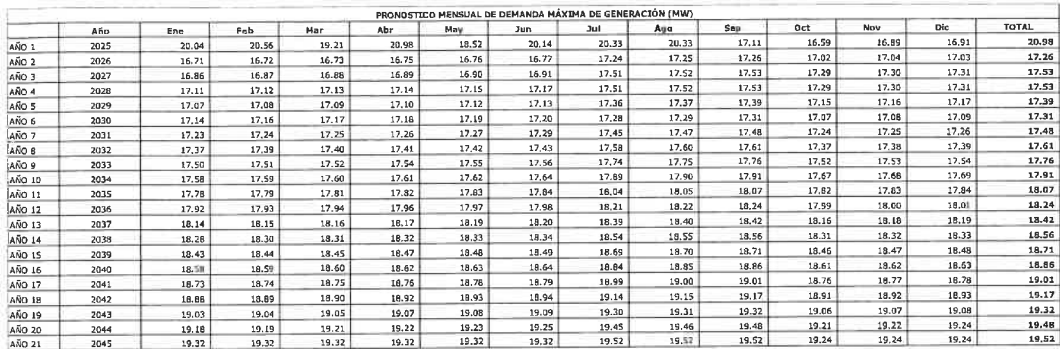 PRONOSTICO MENSUAL DE DEMANDA MÁXIMA DE GENERACIÓN (MW)
Año Ene Feb Mar Abr May Jun Jul Ago Sep Oct Nov Dic TOTAL
AÑO 1 2025 20.04 20.56 19.21 20.98 18.52 20.14 20.33 20.33 17.11 16.59 16.89 16.91 20.98
AÑO 2 2026 16.71 16.72 16.73 16.75 16.76 16.77 17.24 17.25 17.26 17.02 17.04 17.03 17.26
AÑO 3 2027 16.86 16.87 16.88 16.89 16.90 16.91 17.51 17.52 17.53 17.29 17.30 17.31 17.53
AÑO 4 2028 17.11 17.12 17.13 17.14 17.15 17.17 17.51 17.52 17.53 17.29 17.30 17.31 17.53
AÑO 5 2029 17.07 17.08 17.09 17.10 17.12 17.13 17.36 17.37 17.39 17.15 17.16 17.17 17.39
AÑO 6 2030 17.14 17.16 17.17 17.18 17.19 17.20 17.28 17.29 17.31 17.07 17.08 17.09 17.31
AÑO 7 2031 17.23 17.24 17.25 17.26 17.27 17.29 17.45 17.47 17.48 17.24 17.25 17.26 17.48
AÑO 8 2032 17.37 17.39 17.40 17.41 17.42 17.43 17.58 17.60 17.61 17.37 17.38 17.39 17.61
AÑO 9 2033 17.50 17.51 17.52 17.54 17.55 17.56 17.74 17.75 17.76 17.52 17.53 17.54 17.76
AÑO 10 2034 17.58 17.59 17.60 17.61 17.62 17.64 17.89 17.90 17.91 17.67 17.68 17.69 17.91
AÑO 11 2035 17.78 17.79 17.81 17.82 17.83 17.84 18.04 18.05 18.07 17.82 17.83 17.84 18.07
AÑO 12 2036 17.92 17.93 17.94 17.96 17.97 17.98 18.21 18.22 18.24 17.99 18.00 18.01 18.24
AÑO 13 2037 18.14 18.15 18.16 18.17 18.19 18.20 18.39 18.40 18.42 18.16 18.18 18.19 18.42
AÑO 14 2038 18.28 18.30 18.31 18.32 18.33 18.34 18.54 18.55 18.56 18.31 18.32 18.33 18.56
AÑO 15 2039 18.43 18.44 18.45 18.47 18.48 18.49 18.69 18.70 18.71 18.46 18.47 18.48 18.71
AÑO 16 2040 18.58 18.59 18.60 18.62 18.63 18.64 18.84 18.85 18.86 18.61 18.62 18.63 18.86
AÑO 17 2041 18.73 18.74 18.75 18.76 18.78 18.79 18.99 19.00 19.01 18.76 18.77 18.78 19.01
AÑO 18 2042 18.88 18.89 18.90 18.92 18.93 18.94 19.14 19.15 19.17 18.91 18.92 18.93 19.17
AÑO 19 2043 19.03 19.04 19.05 19.07 19.08 19.09 19.30 19.31 19.32 19.06 19.07 19.08 19.32
AÑO 20 2044 19.18 19.19 19.21 19.22 19.23 19.25 19.45 19.46 19.48 19.21 19.22 19.24 19.48
AÑO 21 2045 19.32 19.32 19.32 19.32 19.32 19.32 19.52 19.52 19.52 19.24 19.24 19.24 19.52